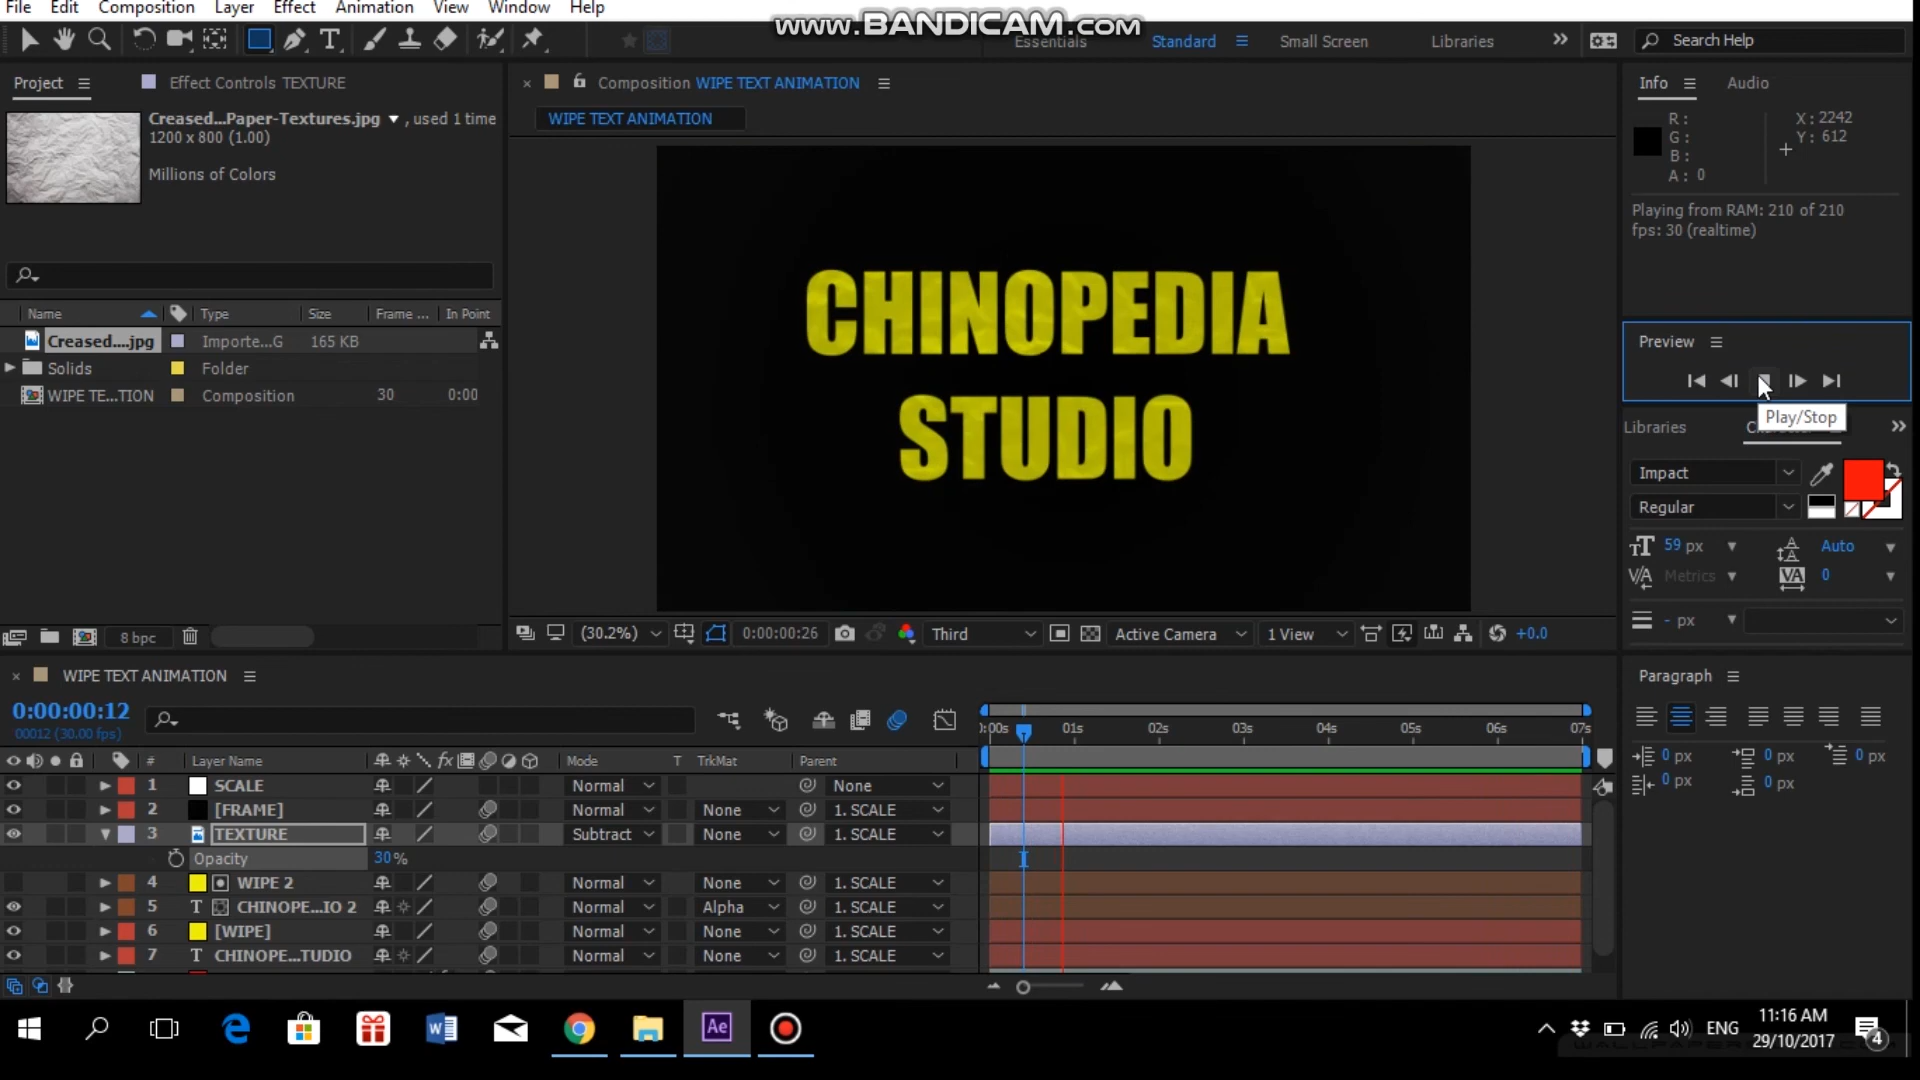 File Edit Composition Layer Effect Animation View Window Help
www.BANDICAM.com
Essentials Standard Small Screen Libraries Search Help
Project Effect Controls TEXTURE
Creased...Paper-Textures.jpg , used 1 time
1200 x 800 (1.00)
Millions of Colors
Name Type Size Frame ... In Point
Creased....jpg Importe...G 165 KB
Solids Folder
WIPE TE...TION Composition 30 0:00
8 bpc
Composition WIPE TEXT ANIMATION
WIPE TEXT ANIMATION
CHINOPEDIA
STUDIO
(30.2%) 0:00:00:26 Third Active Camera 1 View +0.0
Info Audio
R: X: 2242
G: Y: 612
B:
A: 0
Playing from RAM: 210 of 210
fps: 30 (realtime)
Preview
Play/Stop
Libraries
Impact
Regular
59 px Auto
Metrics 0
- px
Paragraph
0 px 0 px 0 px
0 px 0 px
WIPE TEXT ANIMATION
0:00:00:12
00012 (30.00 fps)
# Layer Name Mode T TrkMat Parent
1 SCALE Normal None
2 [FRAME] Normal None 1. SCALE
3 TEXTURE Subtract None 1. SCALE
Opacity 30%
4 WIPE 2 Normal None 1. SCALE
5 T CHINOPE...IO 2 Normal Alpha 1. SCALE
6 [WIPE] Normal None 1. SCALE
7 T CHINOPE...TUDIO Normal None 1. SCALE
0:00s 01s 02s 03s 04s 05s 06s 07s
Ae
ENG
11:16 AM
29/10/2017
4